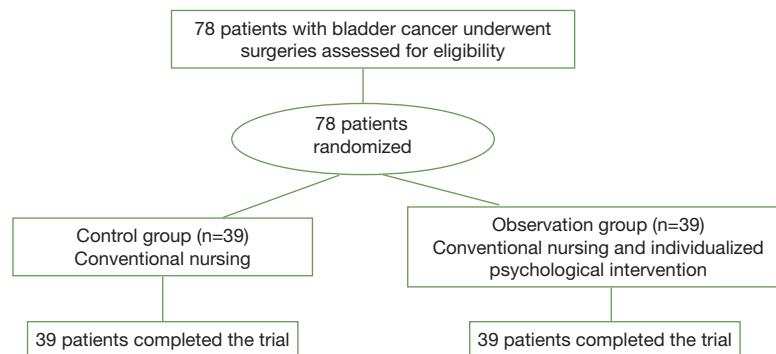 78 patients with bladder cancer underwent
surgeries assessed for eligibility
78 patients
randomized
Control group (n=39)
Conventional nursing
Observation group (n=39)
Conventional nursing and individualized
psychological intervention
39 patients completed the trial
39 patients completed the trial